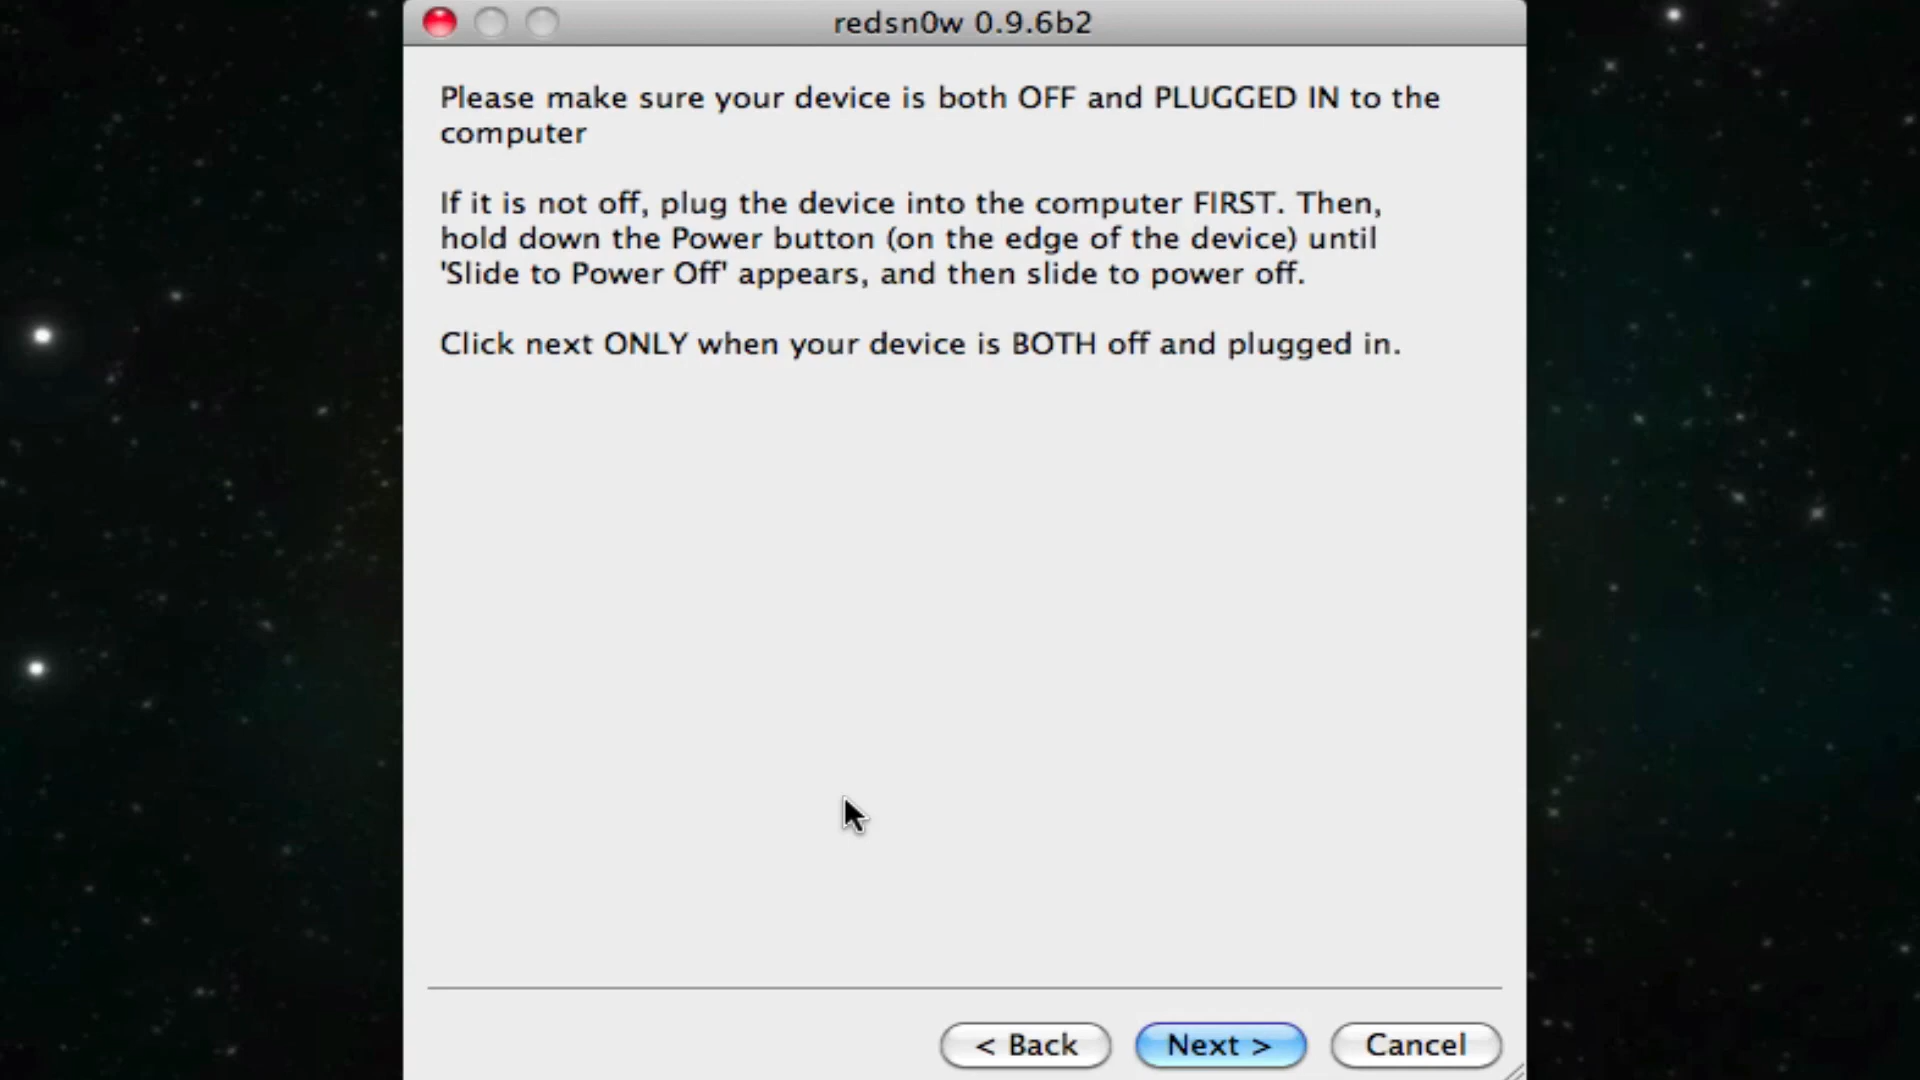 redsn0w 0.9.6b2
Please make sure your device is both OFF and PLUGGED IN to the
computer
If it is not off, plug the device into the computer FIRST. Then,
hold down the Power button (on the edge of the device) until
'Slide to Power Off' appears, and then slide to power off.
Click next ONLY when your device is BOTH off and plugged in.
< Back
Next >
Cancel